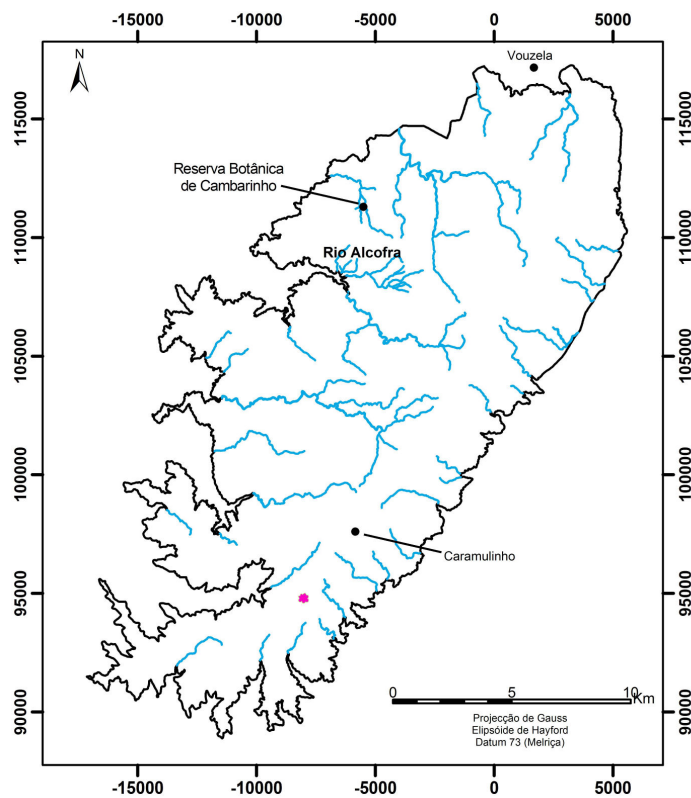 -15000 -10000 -5000 0 5000
N
Vouzela
115000 115000
Reserva Botânica
de Cambarinho
110000 110000
Rio Alcofra
105000 105000
100000 100000
Caramulinho
95000 95000
0 5 10
Km
90000 90000
Projecção de Gauss
Elipsóide de Hayford
Datum 73 (Melriça)
-15000 -10000 -5000 0 5000